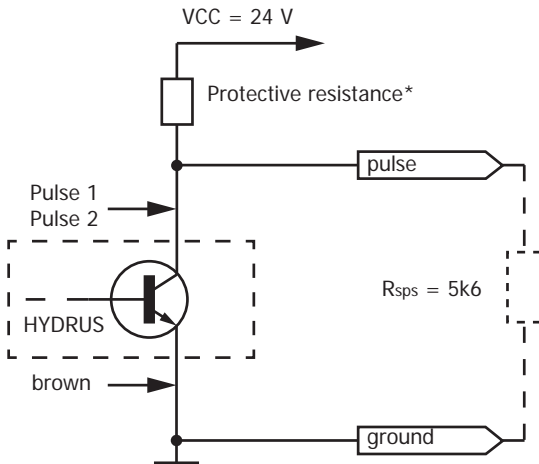 VCC = 24 V
Protective resistance*
pulse
Pulse 1
Pulse 2
Rsps = 5k6
HYDRUS
brown
ground